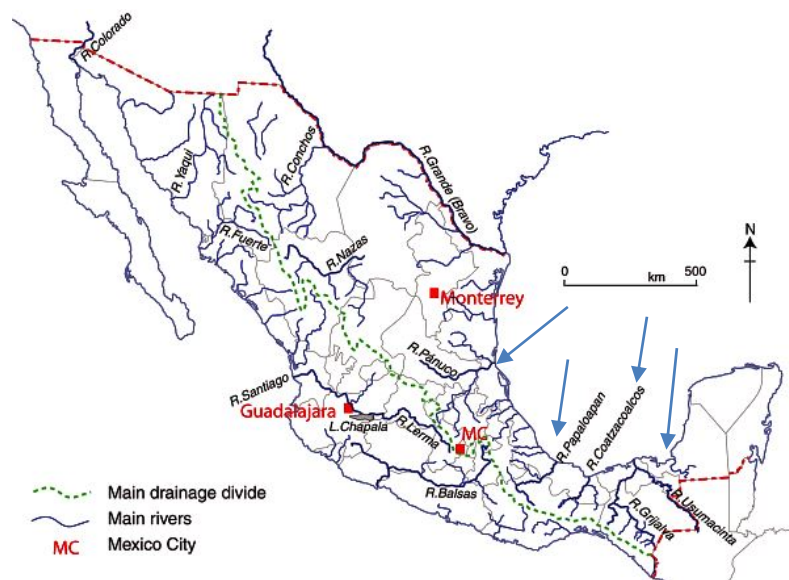 R.Colorado
R.Yaqui
R.Conchos
R.Grande (Bravo)
R.Fuerte
R.Nazas
N
0 500
km
Monterrey
R.Pánuco
R.Santiago
Guadalajara
L.Chapala
R.Lerma
MC
R.Papaloapan
R.Coatzacoalcos
R.Balsas
R.Grijalva
R.Usumacinta
Main drainage divide
Main rivers
MC Mexico City